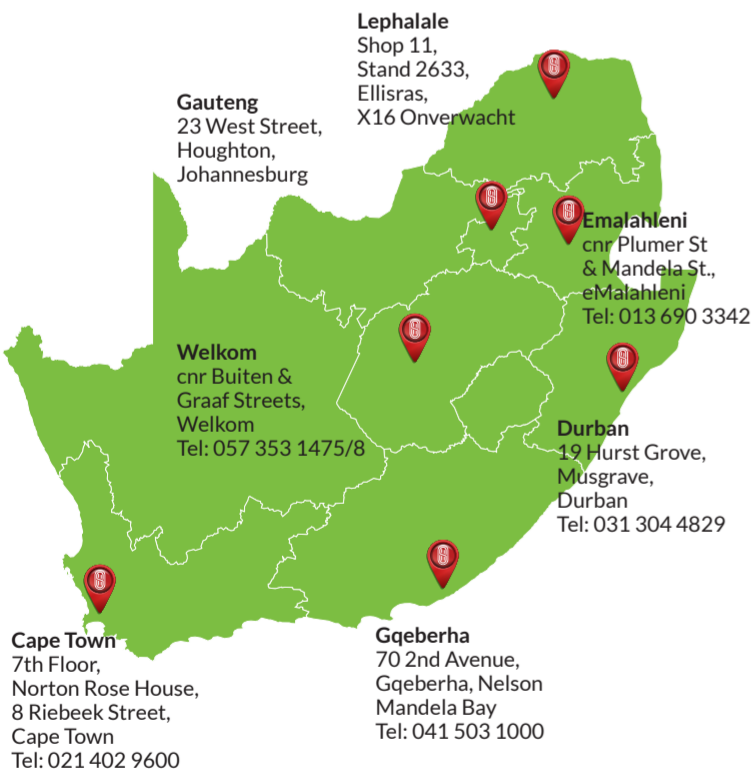 Lephalale
Shop 11,
Stand 2633,
Ellisras,
X16 Onverwacht
Gauteng
23 West Street,
Houghton,
Johannesburg
Emalahleni
cnr Plumer St
& Mandela St.,
eMalahleni
Tel: 013 690 3342
Welkom
cnr Buiten &
Graaf Streets,
Welkom
Tel: 057 353 1475/8
Durban
19 Hurst Grove,
Musgrave,
Durban
Tel: 031 304 4829
Cape Town
7th Floor,
Norton Rose House,
8 Riebeek Street,
Cape Town
Tel: 021 402 9600
Gqeberha
70 2nd Avenue,
Gqeberha, Nelson
Mandela Bay
Tel: 041 503 1000